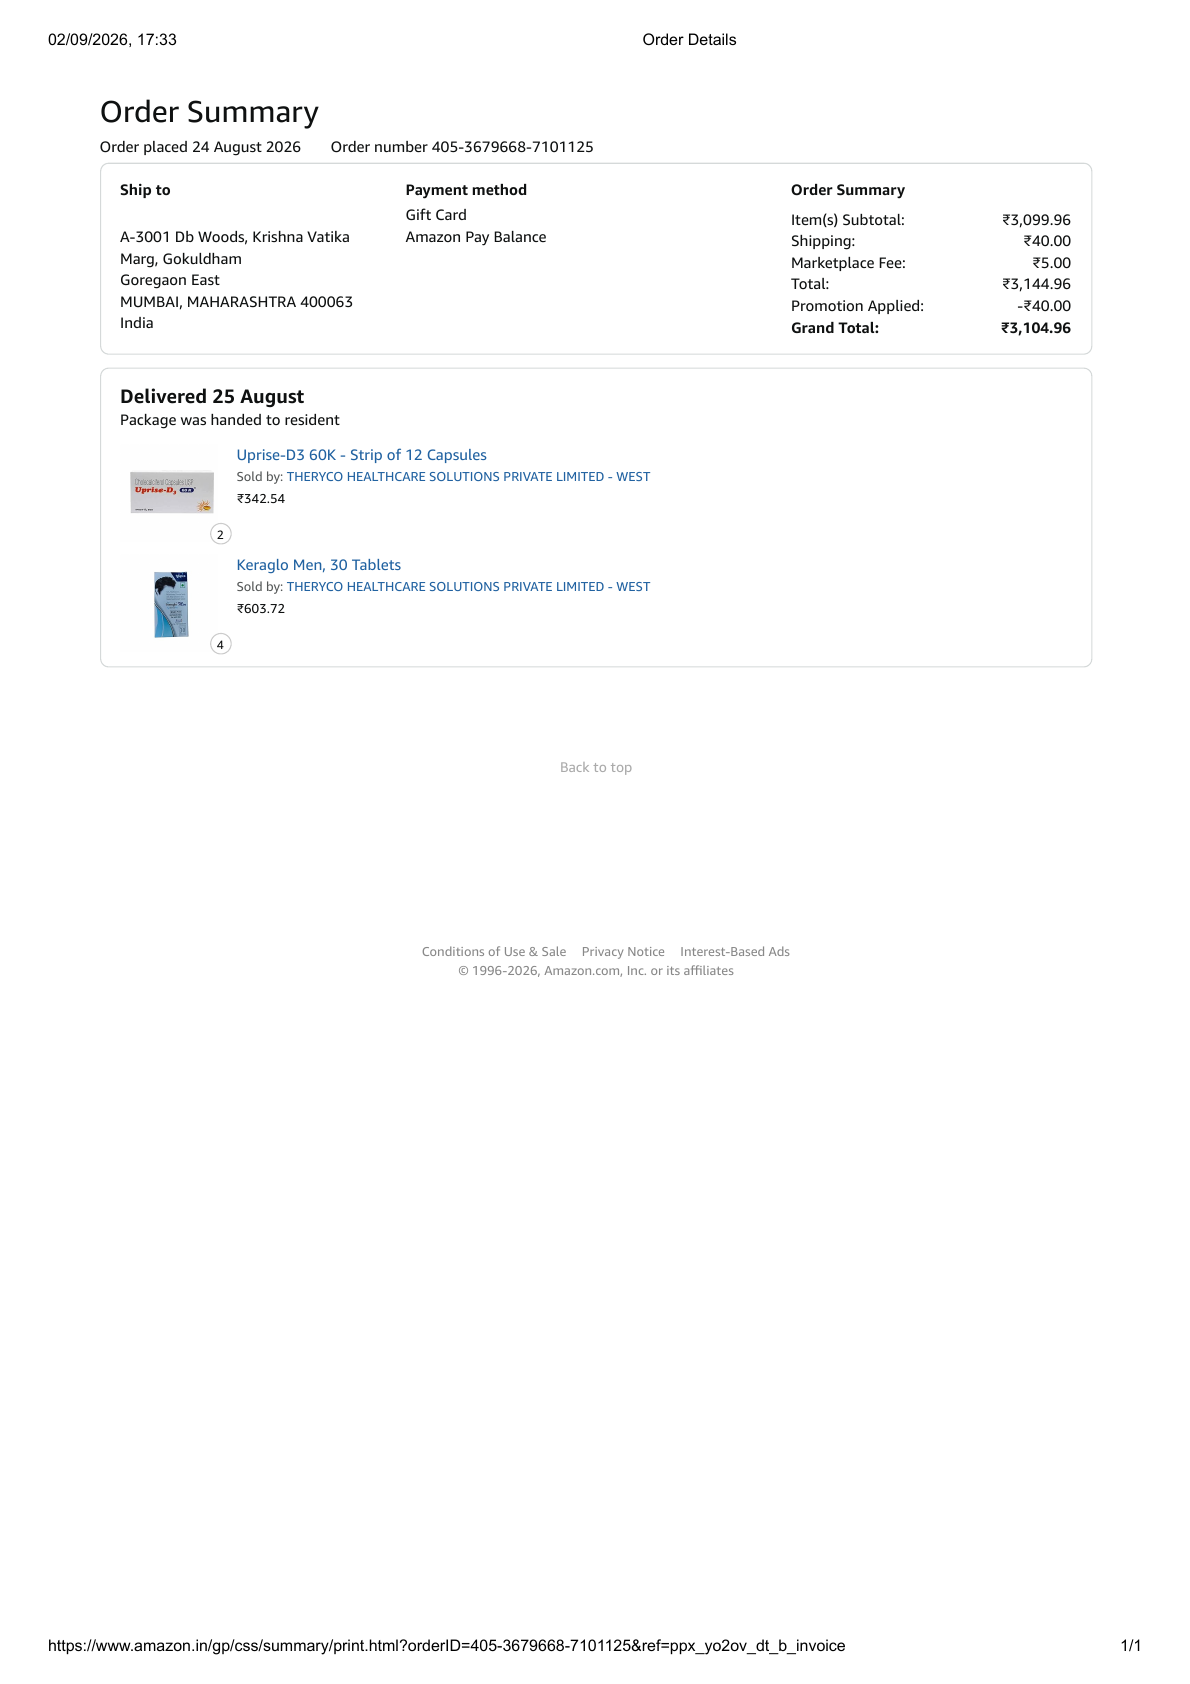 02/09/2026, 17:33
Order Details
Order Summary
Order placed 24 August 2026 Order number 405-3679668-7101125
Ship to
A-3001 Db Woods, Krishna Vatika
Marg, Gokuldham
Goregaon East
MUMBAI, MAHARASHTRA 400063
India
Payment method
Gift Card
Amazon Pay Balance
Order Summary
Item(s) Subtotal: ₹3,099.96
Shipping: ₹40.00
Marketplace Fee: ₹5.00
Total: ₹3,144.96
Promotion Applied: -₹40.00
Grand Total: ₹3,104.96
Delivered 25 August
Package was handed to resident
Uprise-D3 60K - Strip of 12 Capsules
Sold by: THERYCO HEALTHCARE SOLUTIONS PRIVATE LIMITED - WEST
₹342.54
Cholecalciferol Capsules USP
Uprise-D3 60K
2
Keraglo Men, 30 Tablets
Sold by: THERYCO HEALTHCARE SOLUTIONS PRIVATE LIMITED - WEST
₹603.72
4
Back to top
Conditions of Use & Sale Privacy Notice Interest-Based Ads
© 1996-2026, Amazon.com, Inc. or its affiliates
https://www.amazon.in/gp/css/summary/print.html?orderID=405-3679668-7101125&ref=ppx_yo2ov_dt_b_invoice
1/1